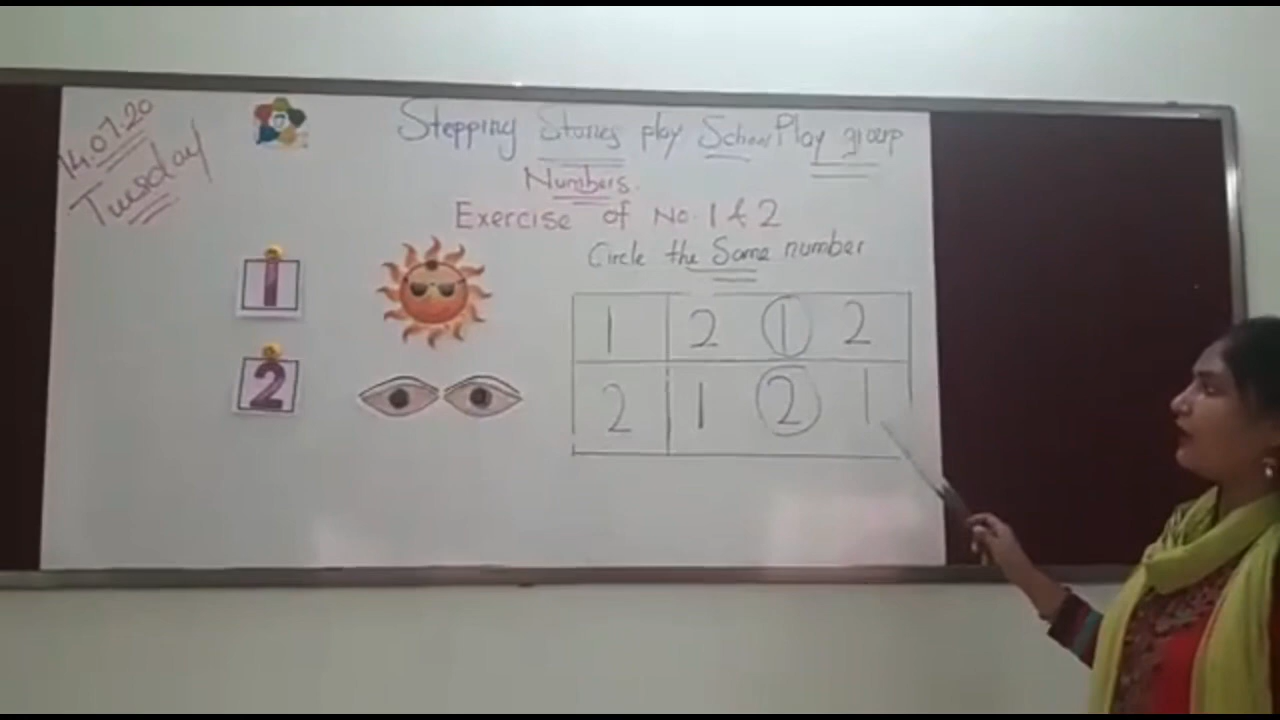 14.07.20
Tuesday
Stepping Stones play School Play group
Numbers.
Exercise of No. 1 & 2
Circle the Same number
1
2
1 2 1 2
2 1 2 1